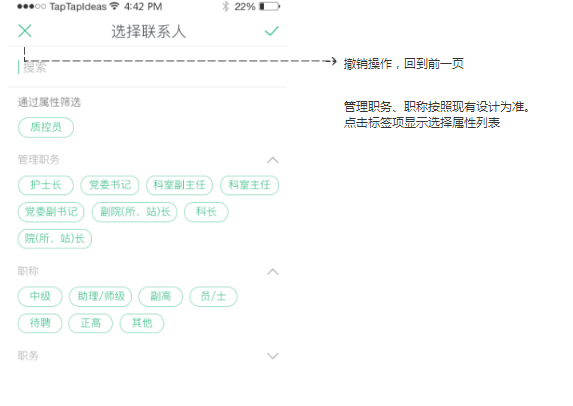 TapTapIdeas 4:42 PM 22%
选择联系人
搜索
撤销操作，回到前一页
通过属性筛选
管理职务、职称按照现有设计为准。
点击标签项显示选择属性列表
质控员
管理职务
护士长 党委书记 科室副主任 科室主任
党委副书记 副院(所、站)长 科长
院(所、站)长
职称
中级 助理/师级 副高 员/士
待聘 正高 其他
职务